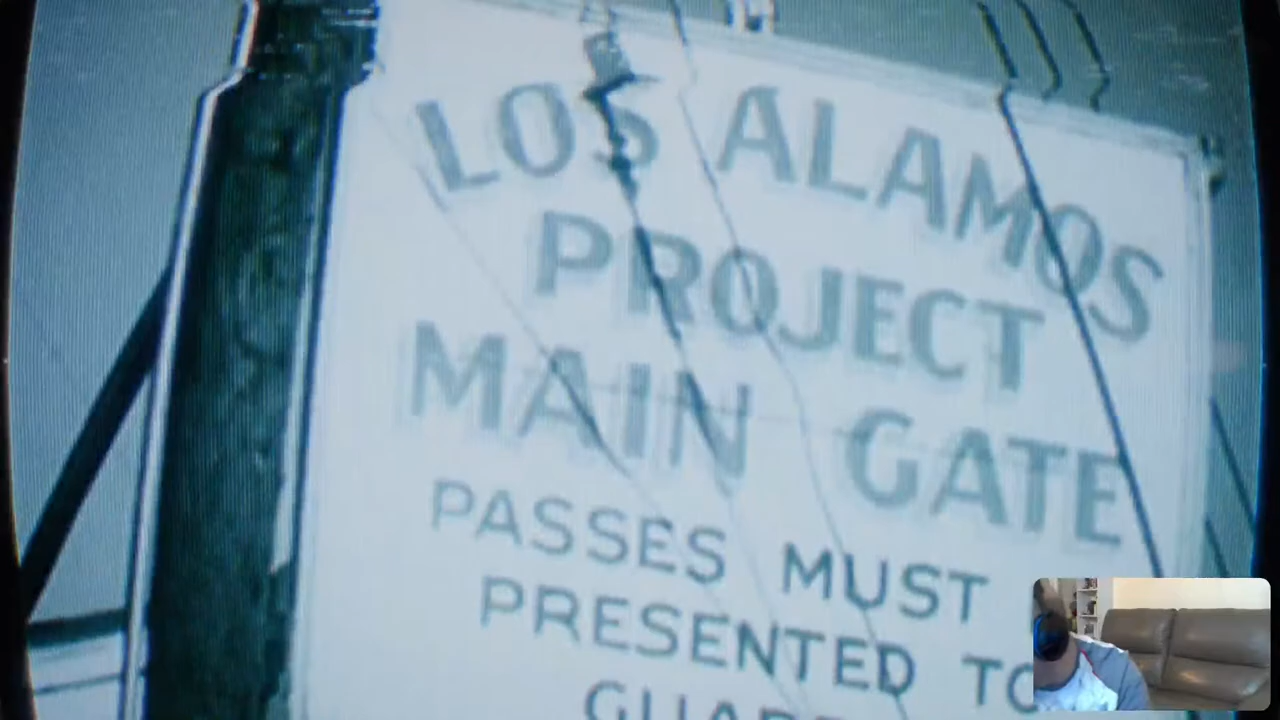 LOS ALAMOS
PROJECT
MAIN GATE
PASSES MUST
PRESENTED TO